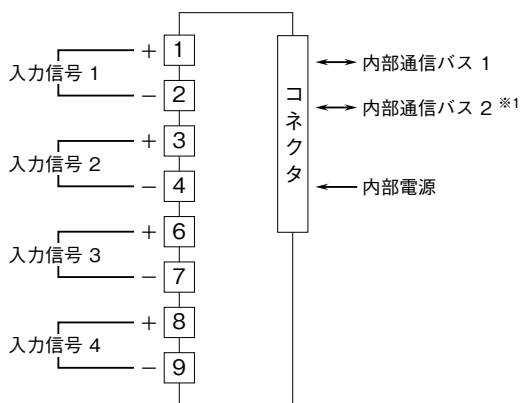 入力信号 1
+ 1
− 2
入力信号 2
+ 3
− 4
入力信号 3
+ 6
− 7
入力信号 4
+ 8
− 9
コネクタ
内部通信バス 1
内部通信バス 2 ※1
内部電源